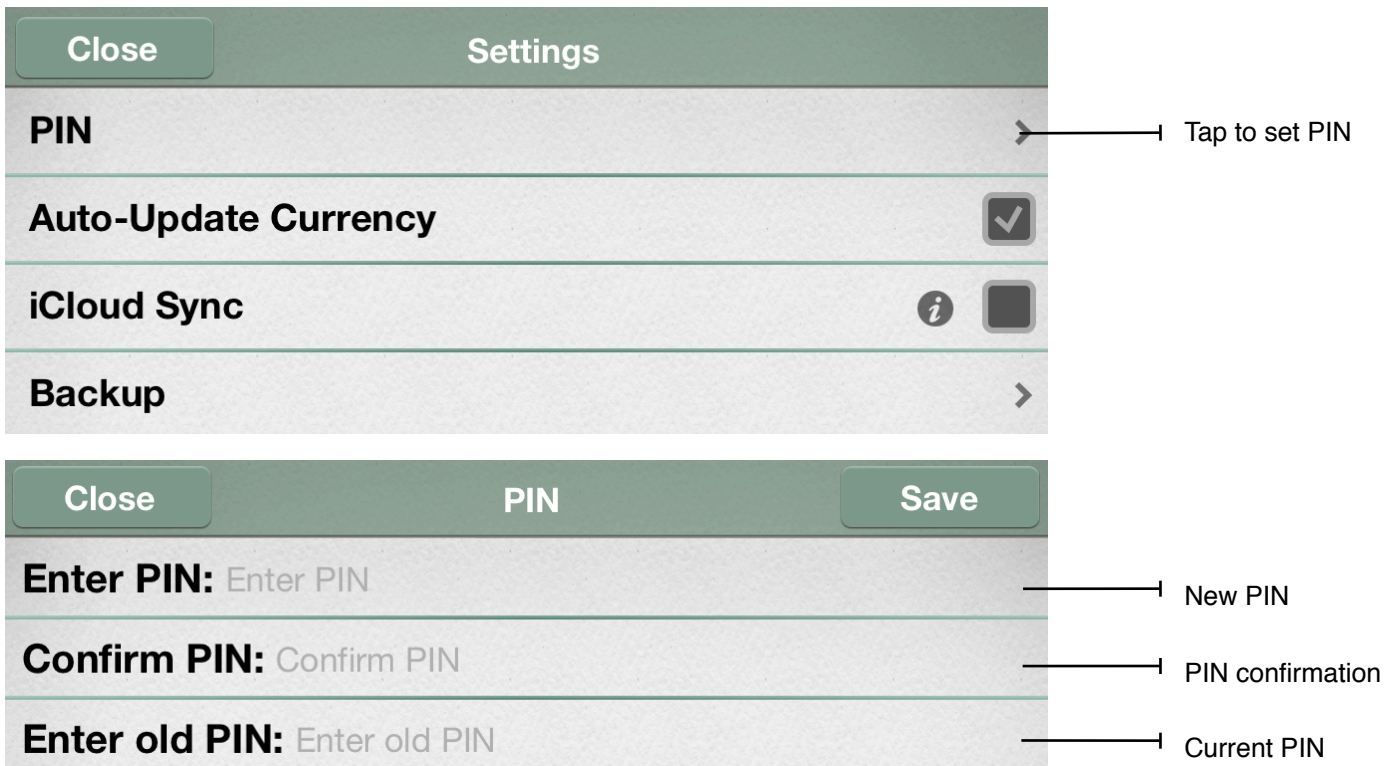 Close Settings
PIN Tap to set PIN
Auto-Update Currency
iCloud Sync i
Backup
Close PIN Save
Enter PIN: Enter PIN New PIN
Confirm PIN: Confirm PIN PIN confirmation
Enter old PIN: Enter old PIN Current PIN